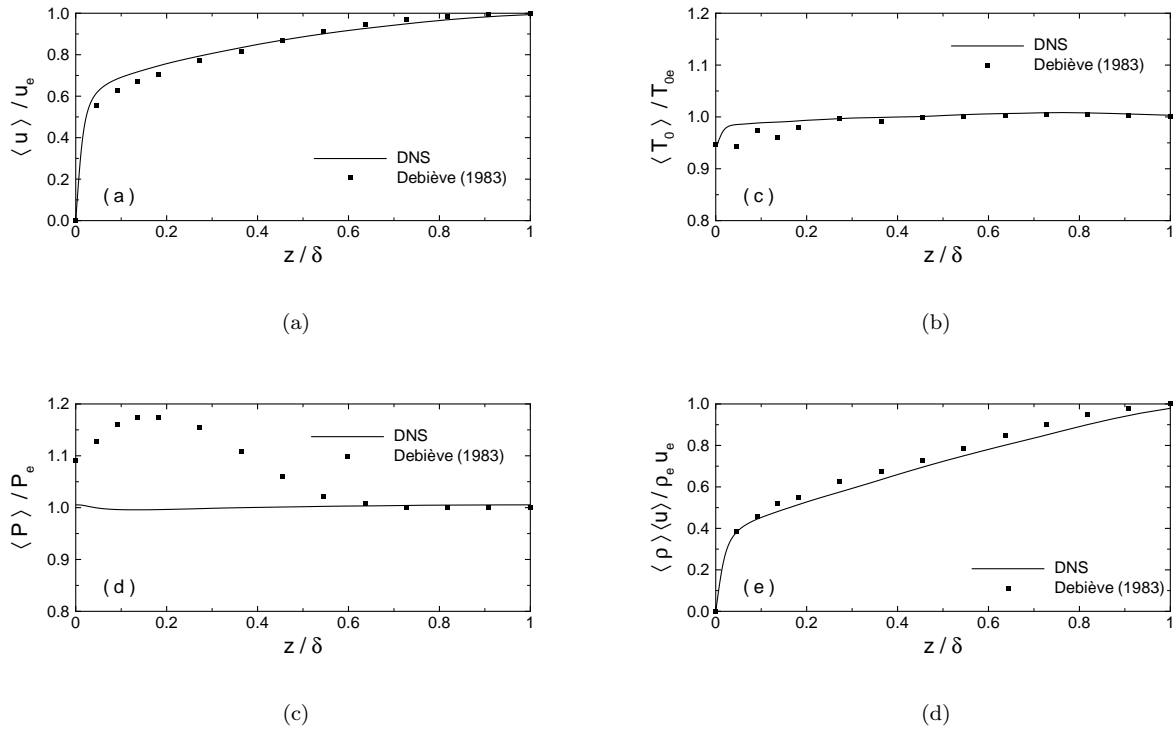 1.0
0.8
0.6
0.4
0.2
0.0
⟨ u ⟩ / u_e
DNS
Debiève (1983)
( a )
0 0.2 0.4 0.6 0.8 1
z / δ
(a)
1.2
1.1
1.0
0.9
0.8
⟨ T_0 ⟩ / T_{0e}
DNS
Debiève (1983)
( c )
0 0.2 0.4 0.6 0.8 1
z / δ
(b)
1.2
1.1
1.0
0.9
0.8
⟨ P ⟩ / P_e
DNS
Debiève (1983)
( d )
0 0.2 0.4 0.6 0.8 1
z / δ
(c)
1.0
0.8
0.6
0.4
0.2
0.0
⟨ ρ ⟩ ⟨u⟩ / ρ_e u_e
DNS
Debiève (1983)
( e )
0 0.2 0.4 0.6 0.8 1
z / δ
(d)